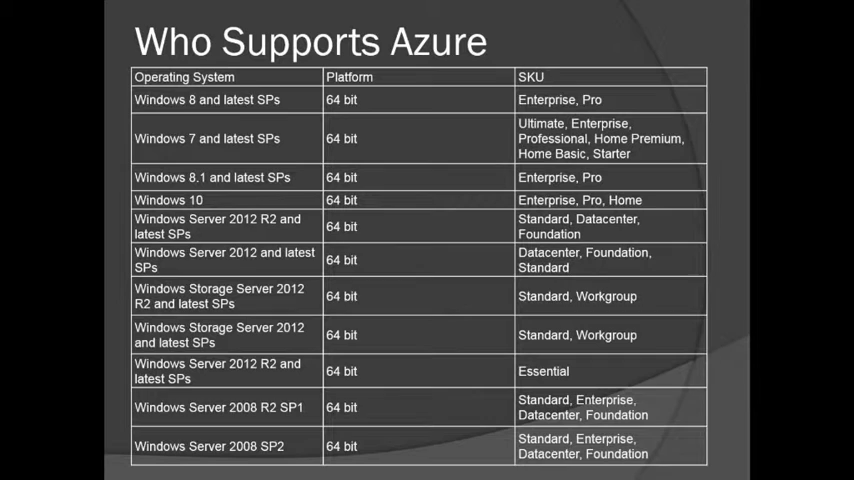 Who Supports Azure
Operating System Platform SKU
Windows 8 and latest SPs 64 bit Enterprise, Pro
Windows 7 and latest SPs 64 bit Ultimate, Enterprise,
Professional, Home Premium,
Home Basic, Starter
Windows 8.1 and latest SPs 64 bit Enterprise, Pro
Windows 10 64 bit Enterprise, Pro, Home
Windows Server 2012 R2 and
latest SPs 64 bit Standard, Datacenter,
Foundation
Windows Server 2012 and latest
SPs 64 bit Datacenter, Foundation,
Standard
Windows Storage Server 2012
R2 and latest SPs 64 bit Standard, Workgroup
Windows Storage Server 2012
and latest SPs 64 bit Standard, Workgroup
Windows Server 2012 R2 and
latest SPs 64 bit Essential
Windows Server 2008 R2 SP1 64 bit Standard, Enterprise,
Datacenter, Foundation
Windows Server 2008 SP2 64 bit Standard, Enterprise,
Datacenter, Foundation